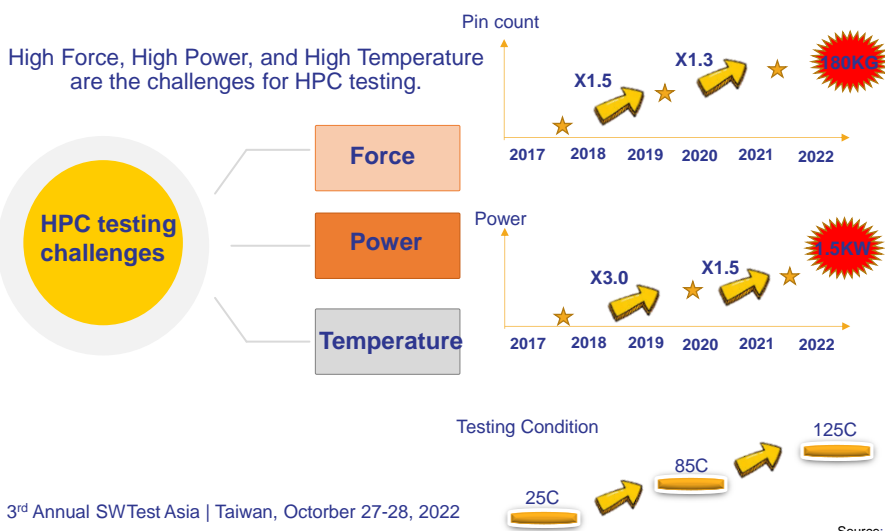 High Force, High Power, and High Temperature
are the challenges for HPC testing.
HPC testing
challenges
Force
Power
Temperature
Pin count
X1.5
X1.3
180KG
2017 2018 2019 2020 2021 2022
Power
X3.0
X1.5
1.5KW
2017 2018 2019 2020 2021 2022
Testing Condition
25C
85C
125C
3rd Annual SWTest Asia | Taiwan, Octorber 27-28, 2022
Source: